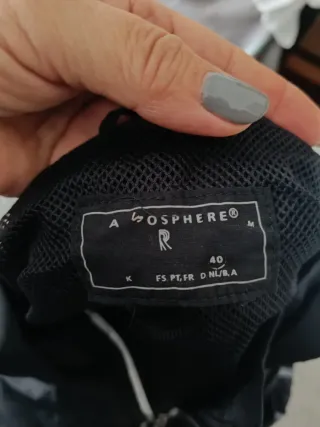 A OSPHERE®
R M
40
K FS. PT, FR D. NL/B, A